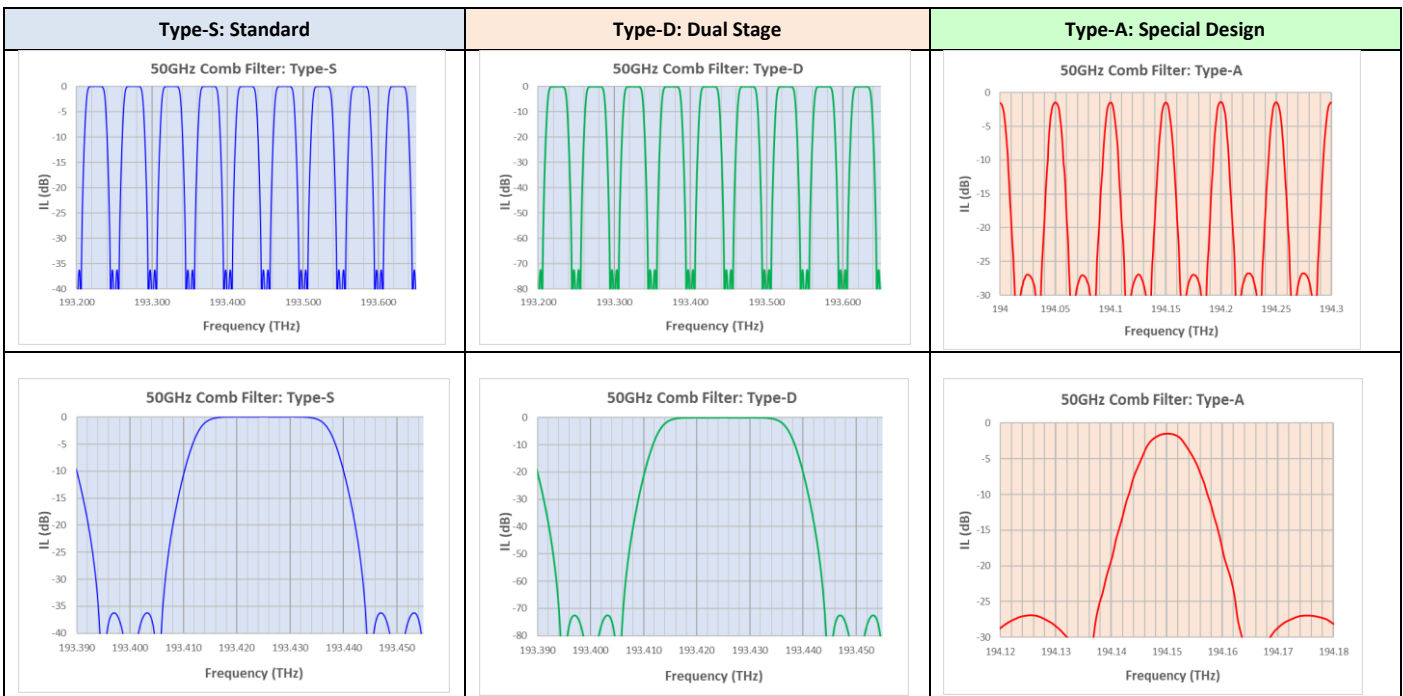 Type-S: Standard
Type-D: Dual Stage
Type-A: Special Design
50GHz Comb Filter: Type-S
0
-5
-10
-15
-20
-25
-30
-35
-40
IL (dB)
193.200 193.300 193.400 193.500 193.600
Frequency (THz)
50GHz Comb Filter: Type-D
0
-10
-20
-30
-40
-50
-60
-70
-80
IL (dB)
193.200 193.300 193.400 193.500 193.600
Frequency (THz)
50GHz Comb Filter: Type-A
0
-5
-10
-15
-20
-25
-30
IL (dB)
194 194.05 194.1 194.15 194.2 194.25 194.3
Frequency (THz)
50GHz Comb Filter: Type-S
0
-5
-10
-15
-20
-25
-30
-35
-40
IL (dB)
193.390 193.400 193.410 193.420 193.430 193.440 193.450
Frequency (THz)
50GHz Comb Filter: Type-D
0
-10
-20
-30
-40
-50
-60
-70
-80
IL (dB)
193.390 193.400 193.410 193.420 193.430 193.440 193.450
Frequency (THz)
50GHz Comb Filter: Type-A
0
-5
-10
-15
-20
-25
-30
IL (dB)
194.12 194.13 194.14 194.15 194.16 194.17 194.18
Frequency (THz)